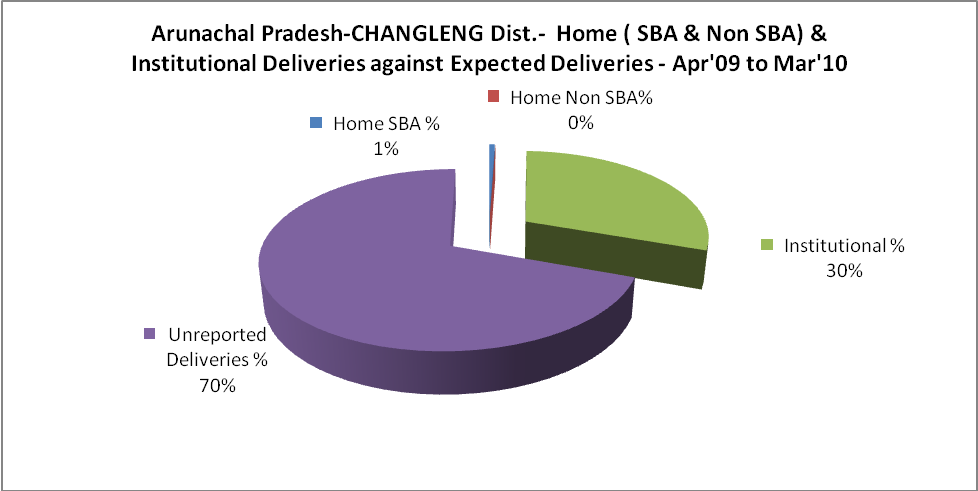 Arunachal Pradesh-CHANGLENG Dist.-  Home ( SBA & Non SBA) &
Institutional Deliveries against Expected Deliveries - Apr'09 to Mar'10
Home Non SBA%
0%
Home SBA %
1%
Institutional %
30%
Unreported
Deliveries %
70%